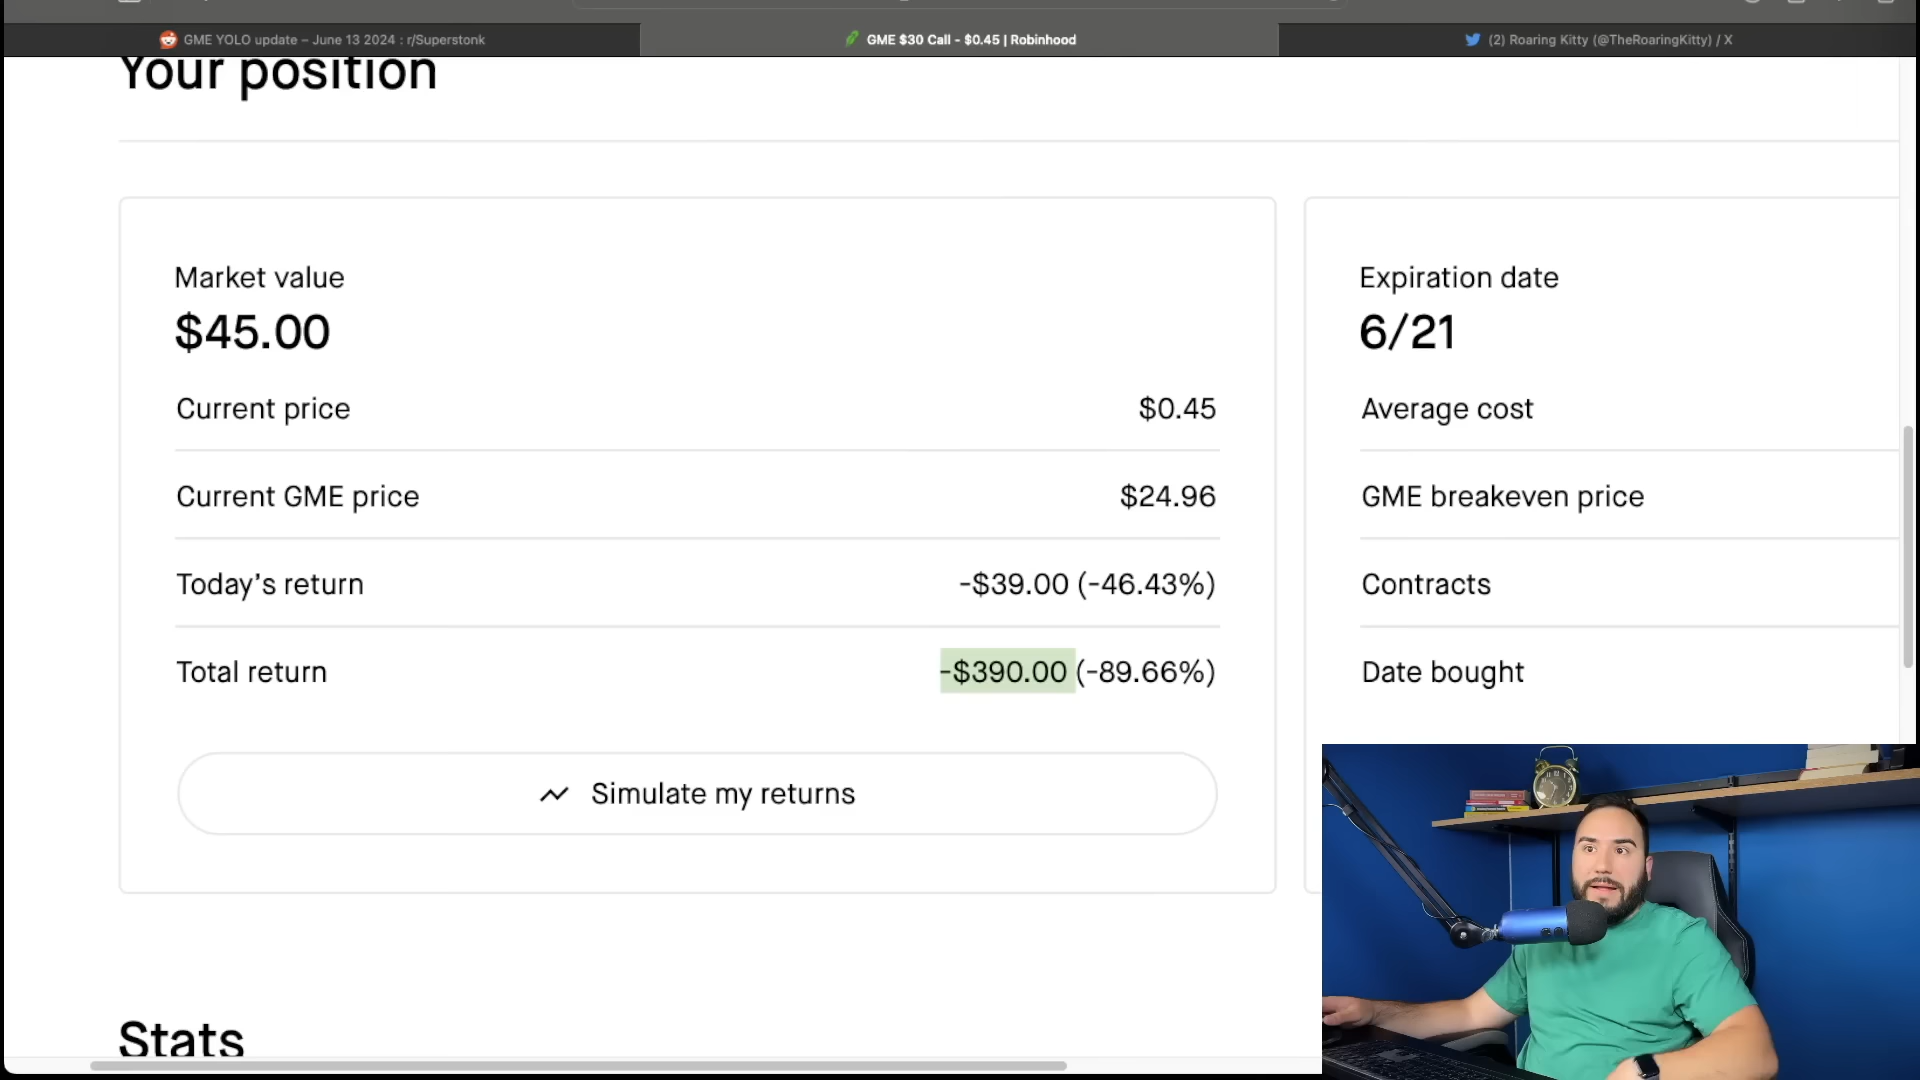 GME YOLO update – June 13 2024 : r/Superstonk
GME $30 Call - $0.45 | Robinhood
(2) Roaring Kitty (@TheRoaringKitty) / X
Your position
Market value
$45.00
Current price $0.45
Current GME price $24.96
Today’s return -$39.00 (-46.43%)
Total return -$390.00 (-89.66%)
Simulate my returns
Expiration date
6/21
Average cost
GME breakeven price
Contracts
Date bought
Stats